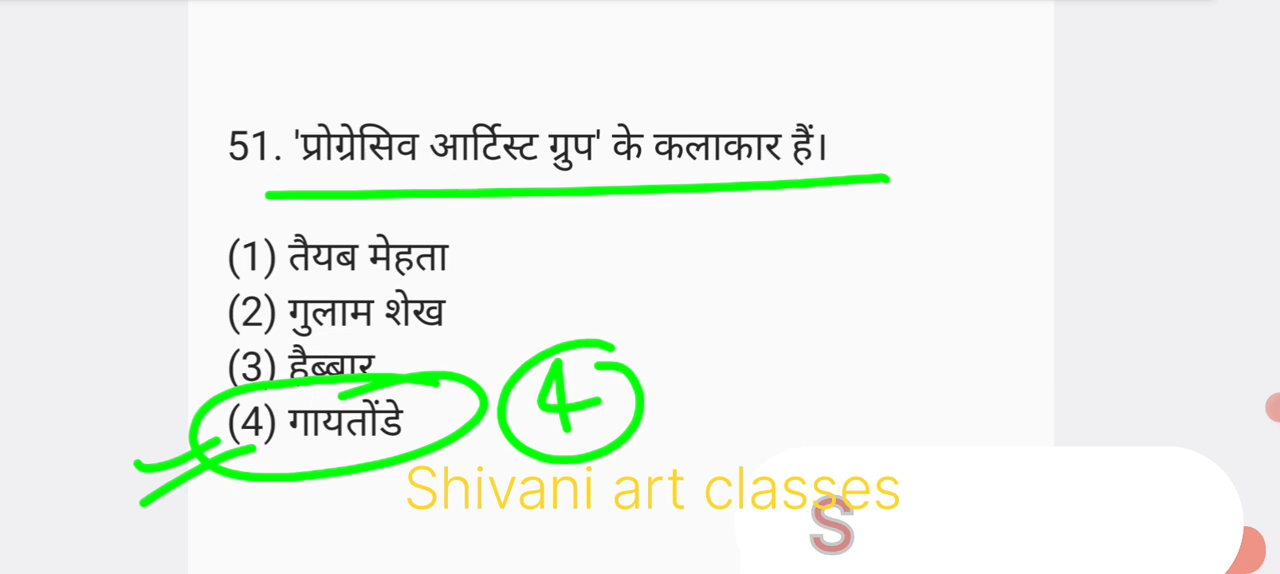 51. 'प्रोग्रेसिव आर्टिस्ट ग्रुप' के कलाकार हैं।
(1) तैयब मेहता
(2) गुलाम शेख
(3) हैब्बार
(4) गायतोंडे
4
Shivani art classes
S